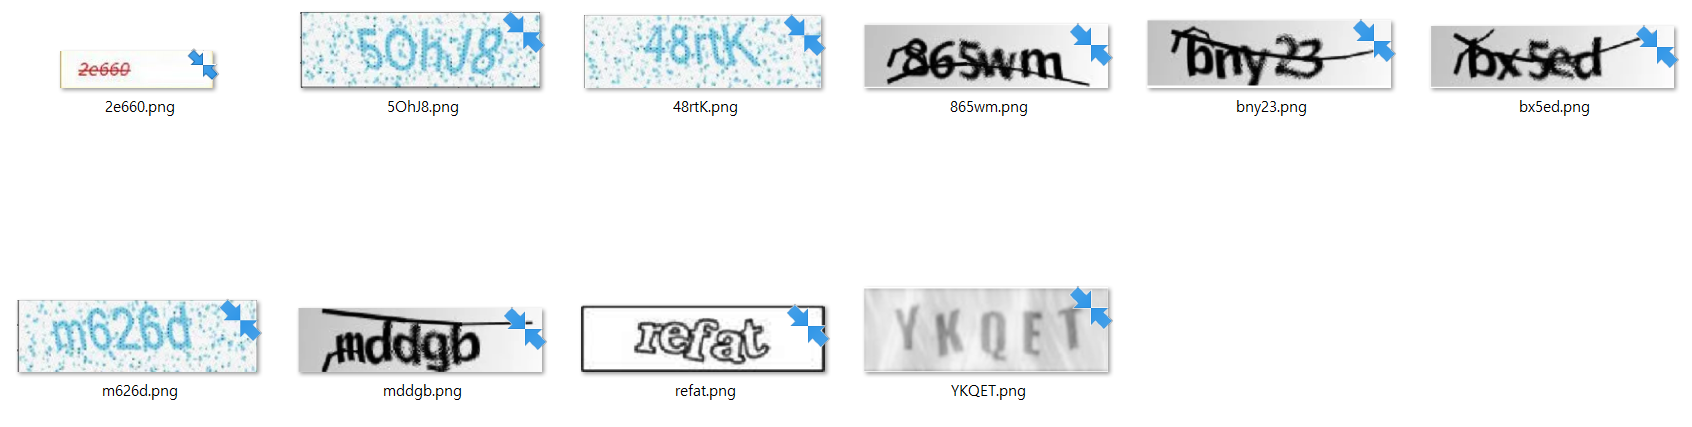 2e660 5OhJ8 48rtK 865wm bny23 bx5ed
2e660.png 5OhJ8.png 48rtK.png 865wm.png bny23.png bx5ed.png
m626d mddgb refat YKQET
m626d.png mddgb.png refat.png YKQET.png